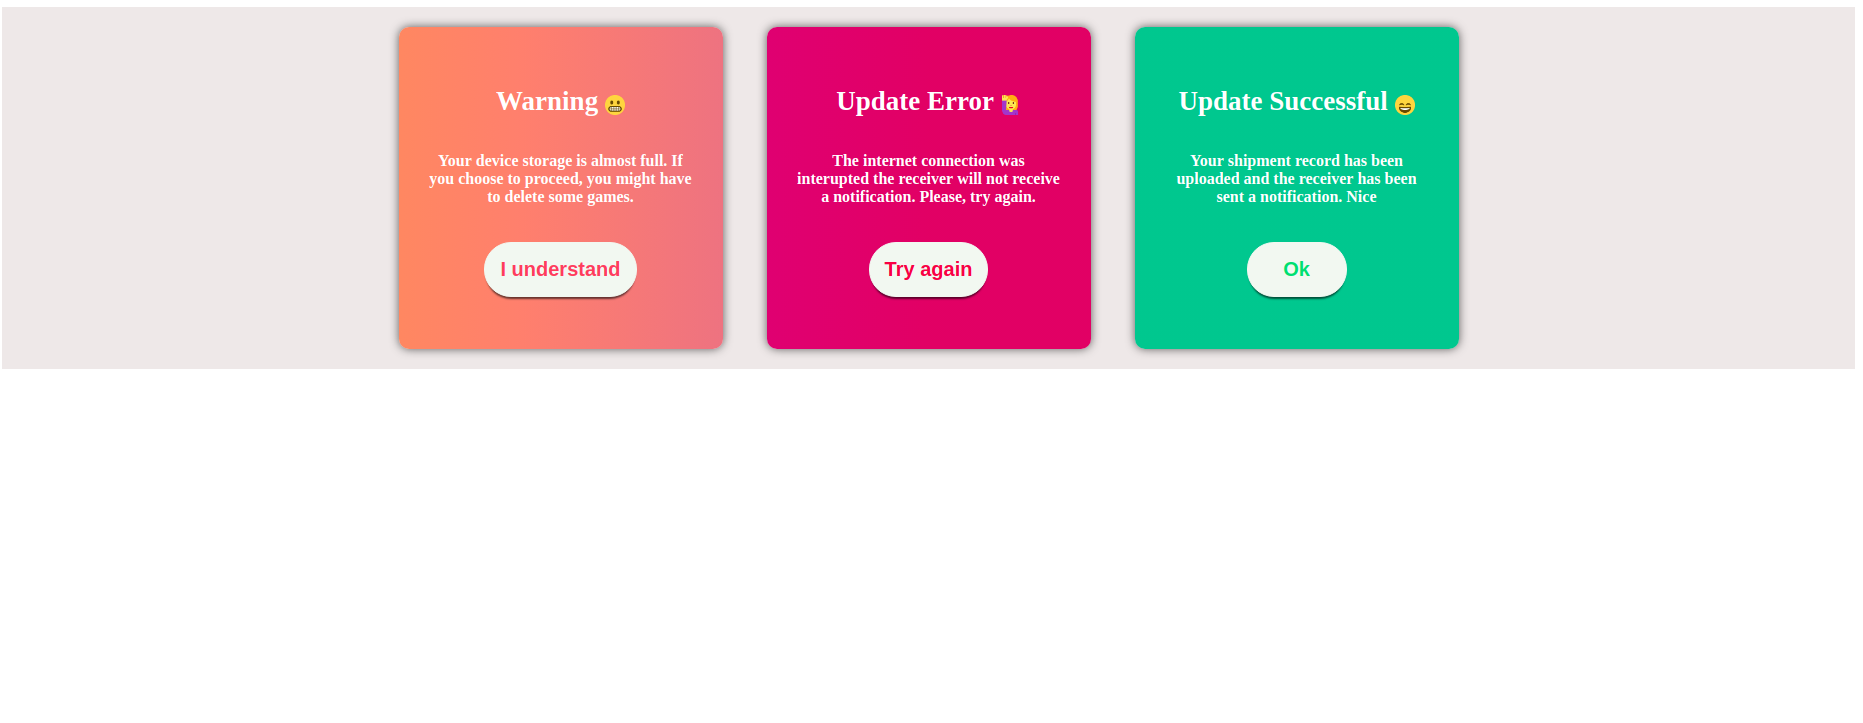 Warning 😬
Your device storage is almost full. If
you choose to proceed, you might have
to delete some games.
I understand
Update Error 🙋‍♀️
The internet connection was
interupted the receiver will not receive
a notification. Please, try again.
Try again
Update Successful 😄
Your shipment record has been
uploaded and the receiver has been
sent a notification. Nice
Ok